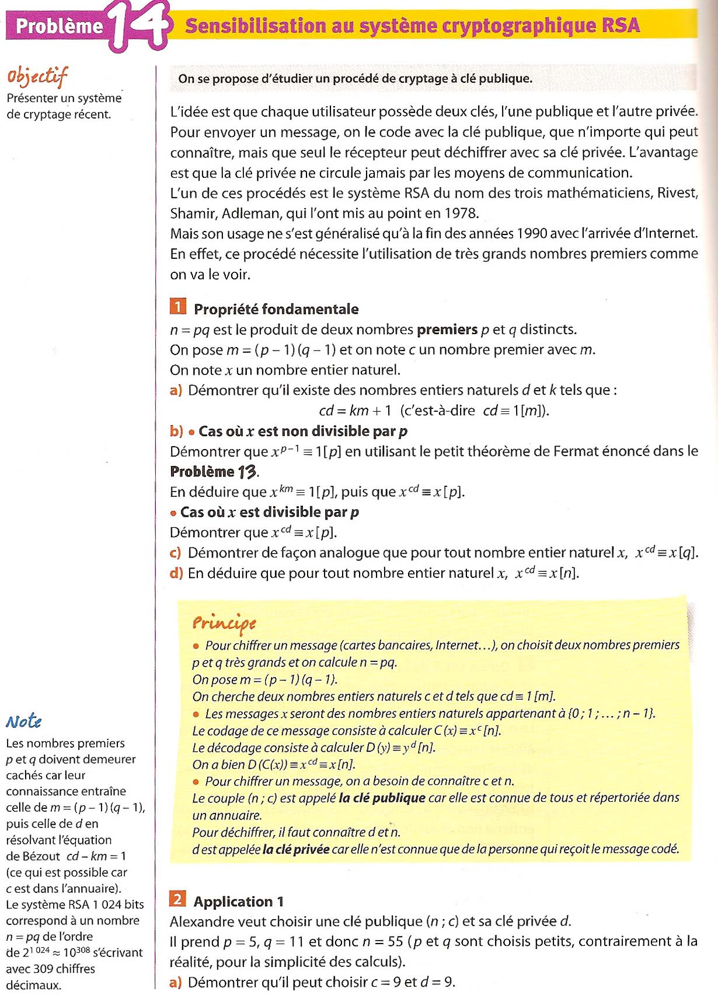 Problème 14 Sensibilisation au système cryptographique RSA
Objectif
Présenter un système
de cryptage récent.
On se propose d'étudier un procédé de cryptage à clé publique.
L'idée est que chaque utilisateur possède deux clés, l'une publique et l'autre privée.
Pour envoyer un message, on le code avec la clé publique, que n'importe qui peut
connaître, mais que seul le récepteur peut déchiffrer avec sa clé privée. L'avantage
est que la clé privée ne circule jamais par les moyens de communication.
L'un de ces procédés est le système RSA du nom des trois mathématiciens, Rivest,
Shamir, Adleman, qui l'ont mis au point en 1978.
Mais son usage ne s'est généralisé qu'à la fin des années 1990 avec l'arrivée d'Internet.
En effet, ce procédé nécessite l'utilisation de très grands nombres premiers comme
on va le voir.
1 Propriété fondamentale
n = pq est le produit de deux nombres premiers p et q distincts.
On pose m = (p – 1)(q – 1) et on note c un nombre premier avec m.
On note x un nombre entier naturel.
a) Démontrer qu'il existe des nombres entiers naturels d et k tels que :
cd = km + 1 (c'est-à-dire cd ≡ 1[m]).
b) • Cas où x est non divisible par p
Démontrer que x^{p–1} ≡ 1[p] en utilisant le petit théorème de Fermat énoncé dans le
Problème 13.
En déduire que x^{km} ≡ 1[p], puis que x^{cd} ≡ x[p].
• Cas où x est divisible par p
Démontrer que x^{cd} ≡ x[p].
c) Démontrer de façon analogue que pour tout nombre entier naturel x, x^{cd} ≡ x[q].
d) En déduire que pour tout nombre entier naturel x, x^{cd} ≡ x[n].
Principe
• Pour chiffrer un message (cartes bancaires, Internet…), on choisit deux nombres premiers
p et q très grands et on calcule n = pq.
On pose m = (p – 1)(q – 1).
On cherche deux nombres entiers naturels c et d tels que cd ≡ 1 [m].
• Les messages x seront des nombres entiers naturels appartenant à {0 ; 1 ; … ; n – 1}.
Le codage de ce message consiste à calculer C(x) ≡ x^c [n].
Le décodage consiste à calculer D(y) ≡ y^d [n].
On a bien D(C(x)) ≡ x^{cd} ≡ x[n].
• Pour chiffrer un message, on a besoin de connaître c et n.
Le couple (n ; c) est appelé la clé publique car elle est connue de tous et répertoriée dans
un annuaire.
Pour déchiffrer, il faut connaître d et n.
d est appelée la clé privée car elle n'est connue que de la personne qui reçoit le message codé.
Note
Les nombres premiers
p et q doivent demeurer
cachés car leur
connaissance entraîne
celle de m = (p – 1)(q – 1),
puis celle de d en
résolvant l'équation
de Bézout cd – km = 1
(ce qui est possible car
c est dans l'annuaire).
Le système RSA 1 024 bits
correspond à un nombre
n = pq de l'ordre
de 2^{1 024} ≈ 10^{308} s'écrivant
avec 309 chiffres
décimaux.
2 Application 1
Alexandre veut choisir une clé publique (n ; c) et sa clé privée d.
Il prend p = 5, q = 11 et donc n = 55 (p et q sont choisis petits, contrairement à la
réalité, pour la simplicité des calculs).
a) Démontrer qu'il peut choisir c = 9 et d = 9.